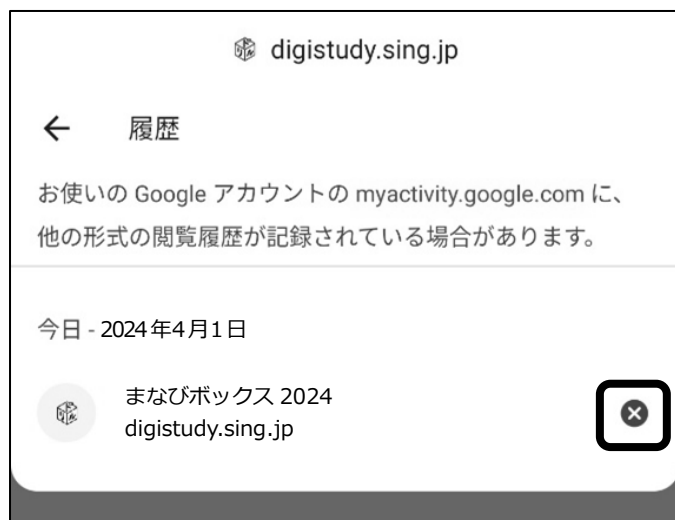 digistudy.sing.jp
履歴
お使いの Google アカウントの myactivity.google.com に、
他の形式の閲覧履歴が記録されている場合があります。
今日 - 2024年4月1日
まなびボックス 2024
digistudy.sing.jp